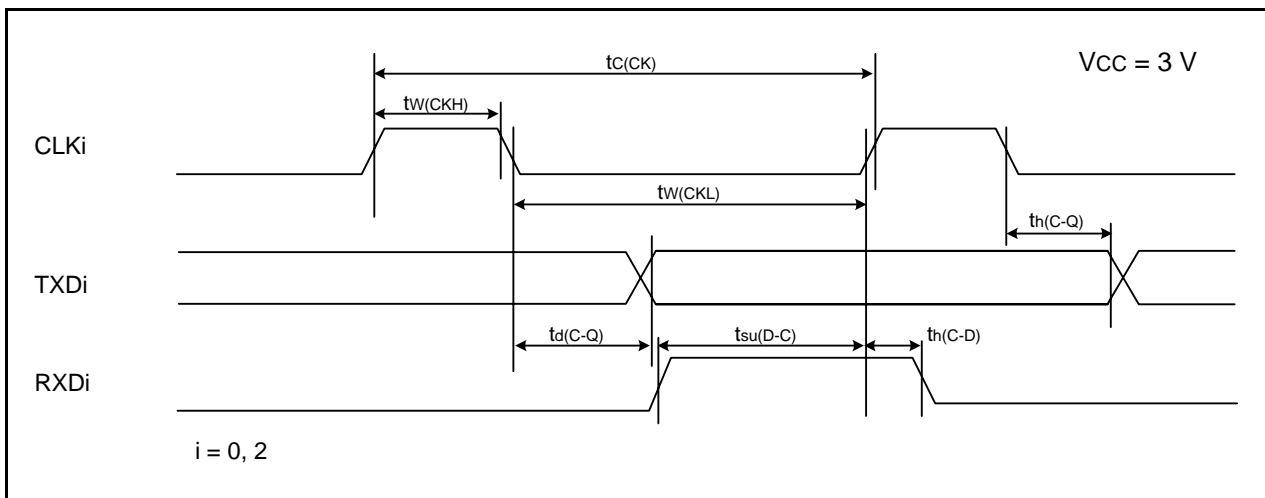 tC(CK)
VCC = 3 V
tW(CKH)
CLKi
tW(CKL)
th(C-Q)
TXDi
td(C-Q)
tsu(D-C)
th(C-D)
RXDi
i = 0, 2